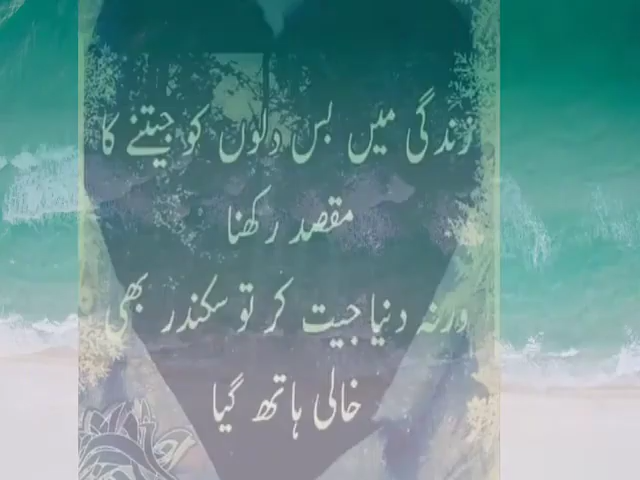 زندگی میں بس دلوں کو جیتنے کا
مقصد رکھنا
ورنہ دنیا جیت کر تو سکندر بھی
خالی ہاتھ گیا